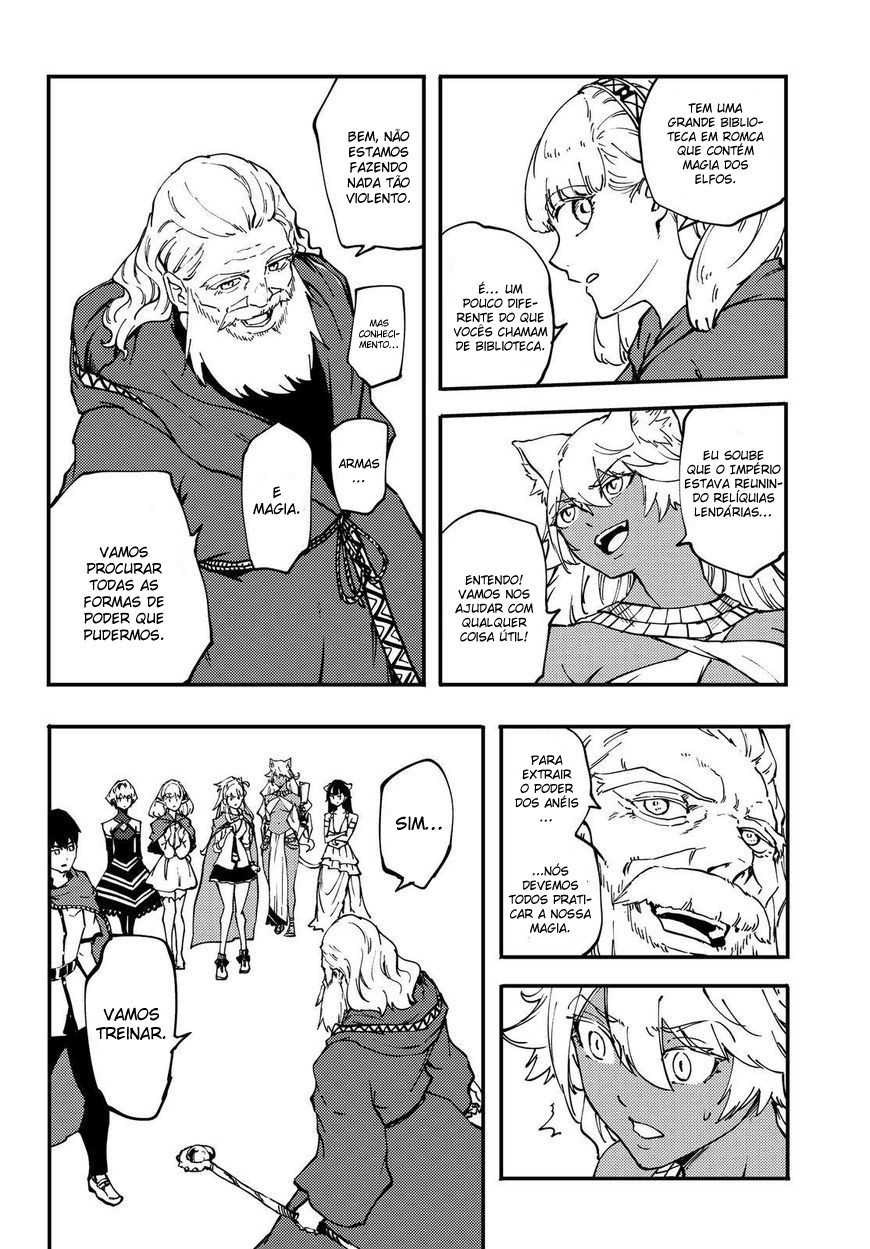 TEM UMA
GRANDE BIBLIO-
TECA EM ROMCA
QUE CONTÉM
MAGIA DOS
ELFOS.
É... UM
POUCO DIFE-
RENTE DO QUE
VOCÊS CHAMAM
DE BIBLIOTECA.
EU SOUBE
QUE O IMPÉRIO
ESTAVA REUNIN-
DO RELÍQUIAS
LENDÁRIAS...
ENTENDO!
VAMOS NOS
AJUDAR COM
QUALQUER
COISA ÚTIL!
BEM, NÃO
ESTAMOS
FAZENDO
NADA TÃO
VIOLENTO.
MAS
CONHECI-
MENTO...
ARMAS
...
E
MAGIA.
VAMOS
PROCURAR
TODAS AS
FORMAS DE
PODER QUE
PUDERMOS.
PARA
EXTRAIR
O PODER
DOS ANÉIS
...
...NÓS
DEVEMOS
TODOS PRATI-
CAR A NOSSA
MAGIA.
SIM...
VAMOS
TREINAR.